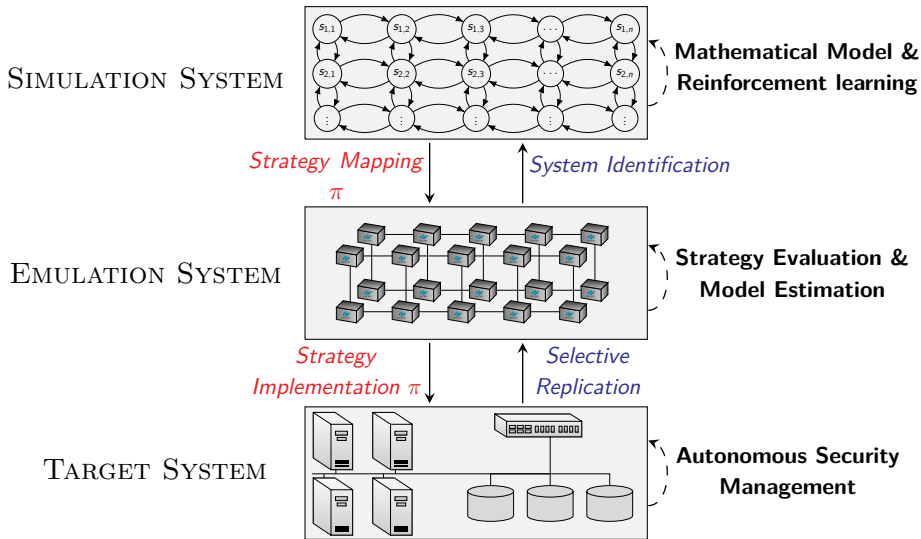 s1,1 s1,2 s1,3 ... s1,n
SIMULATION SYSTEM
Mathematical Model &
Reinforcement learning
s2,1 s2,2 s2,3 ... s2,n
⋮ ⋮ ⋮ ⋮ ⋮
Strategy Mapping
π
System Identification
EMULATION SYSTEM
Strategy Evaluation &
Model Estimation
Strategy
Implementation π
Selective
Replication
TARGET SYSTEM
Autonomous Security
Management